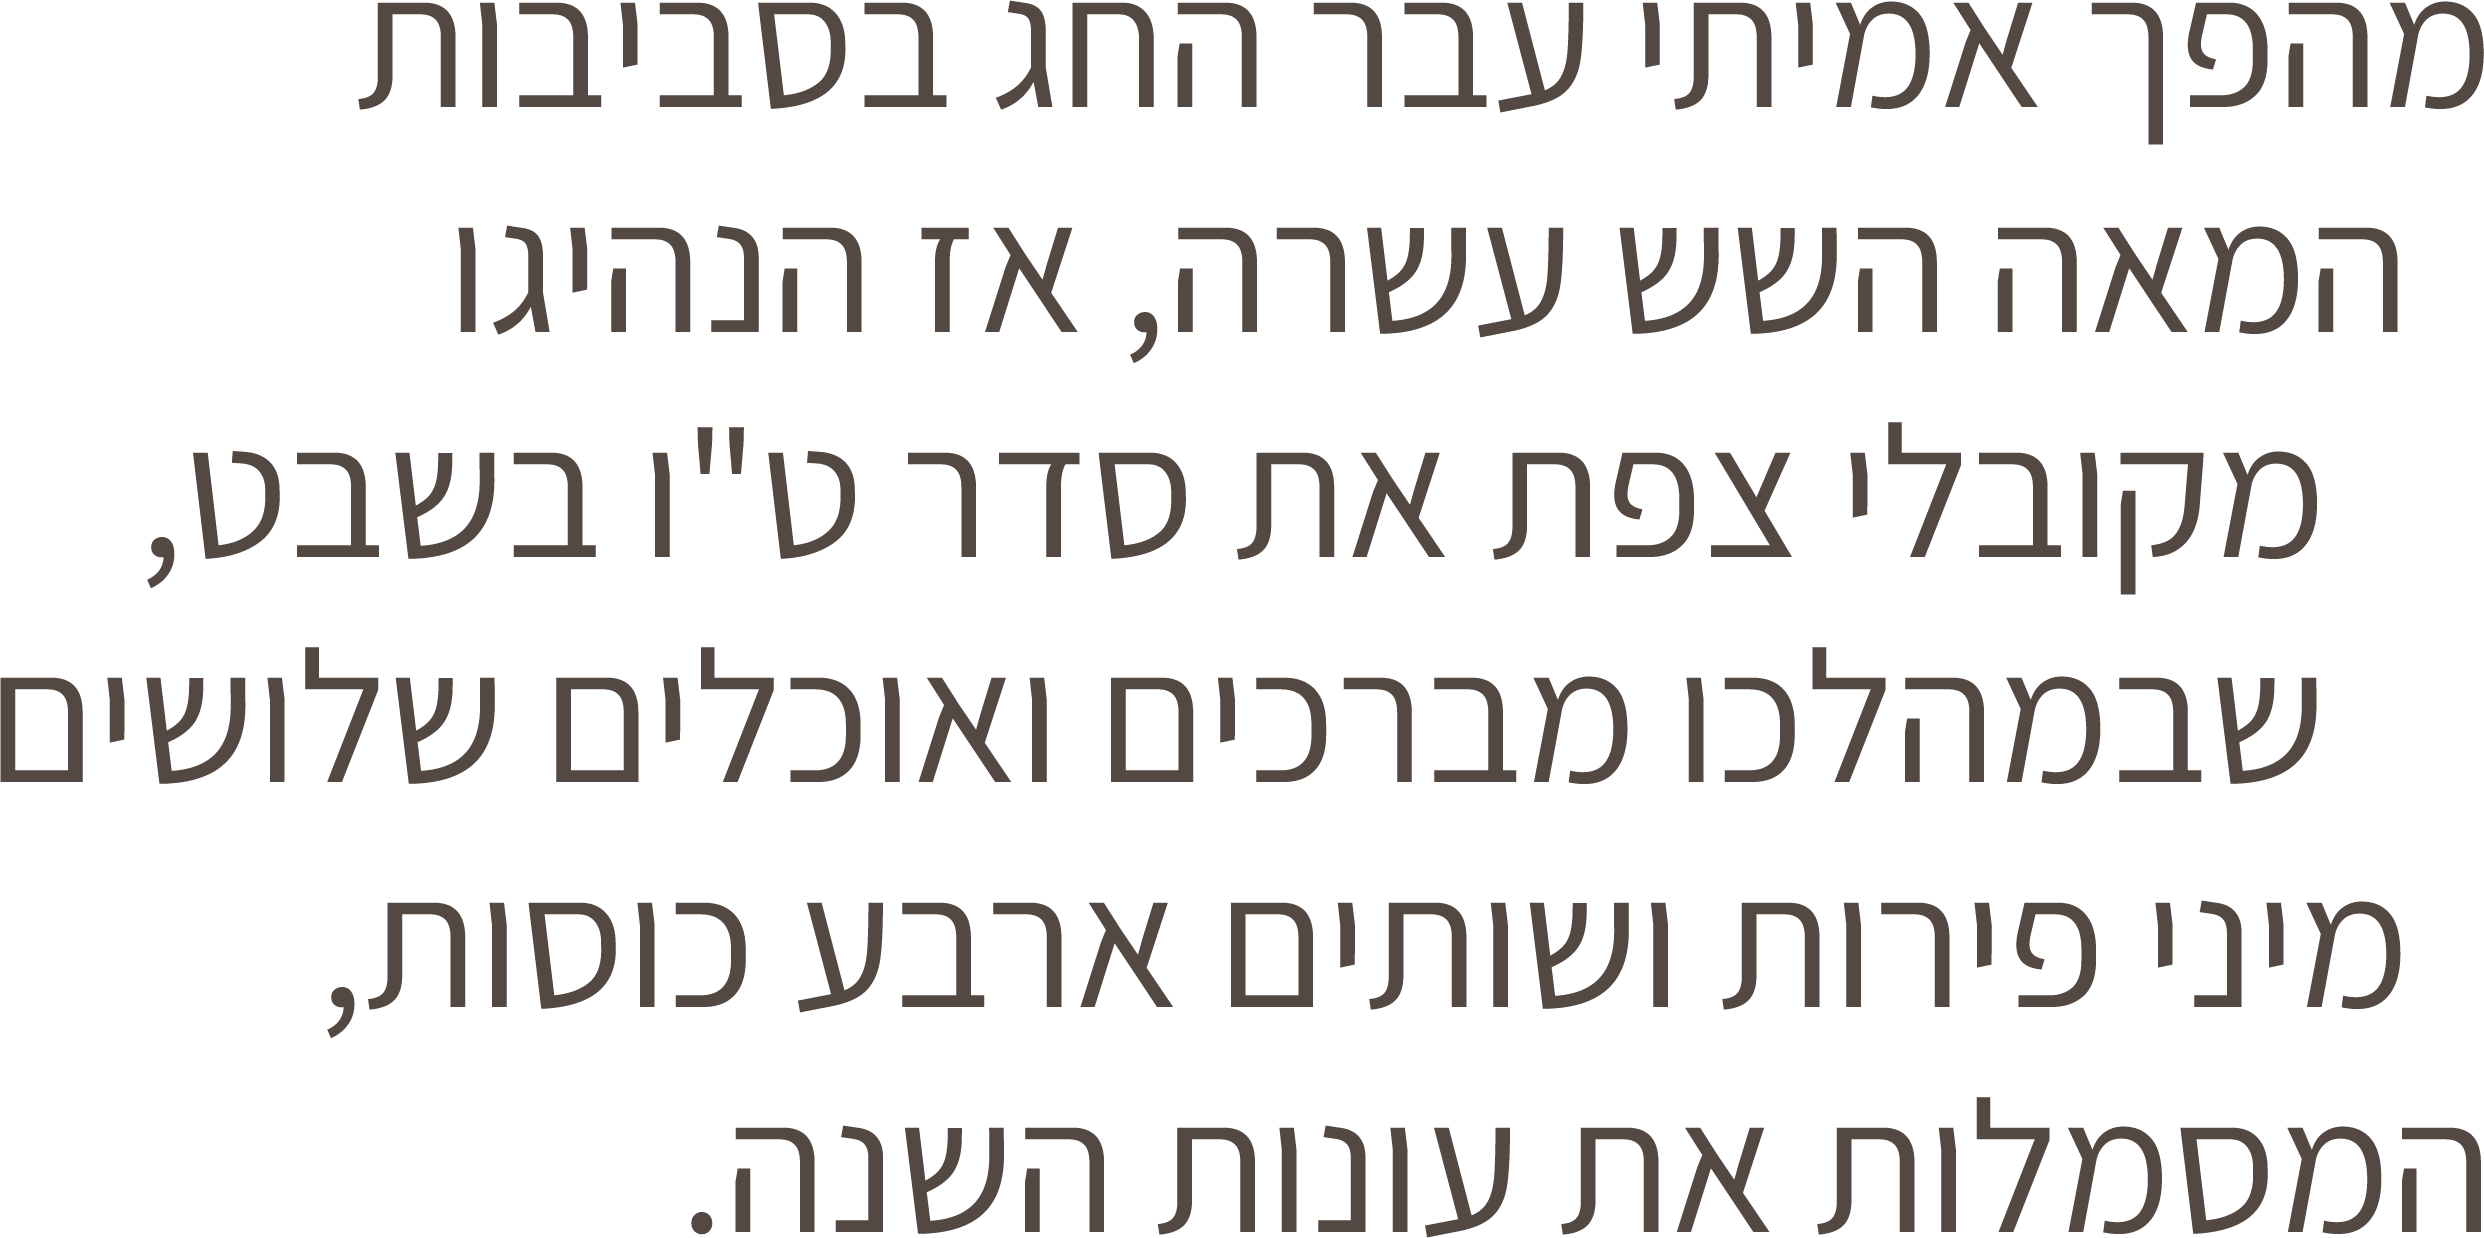 מהפך אמיתי עבר החג בסביבות
המאה השש עשרה, אז הנהיגו
מקובלי צפת את סדר ט"ו בשבט,
שבמהלכו מברכים ואוכלים שלושים
מיני פירות ושותים ארבע כוסות,
המסמלות את עונות השנה.